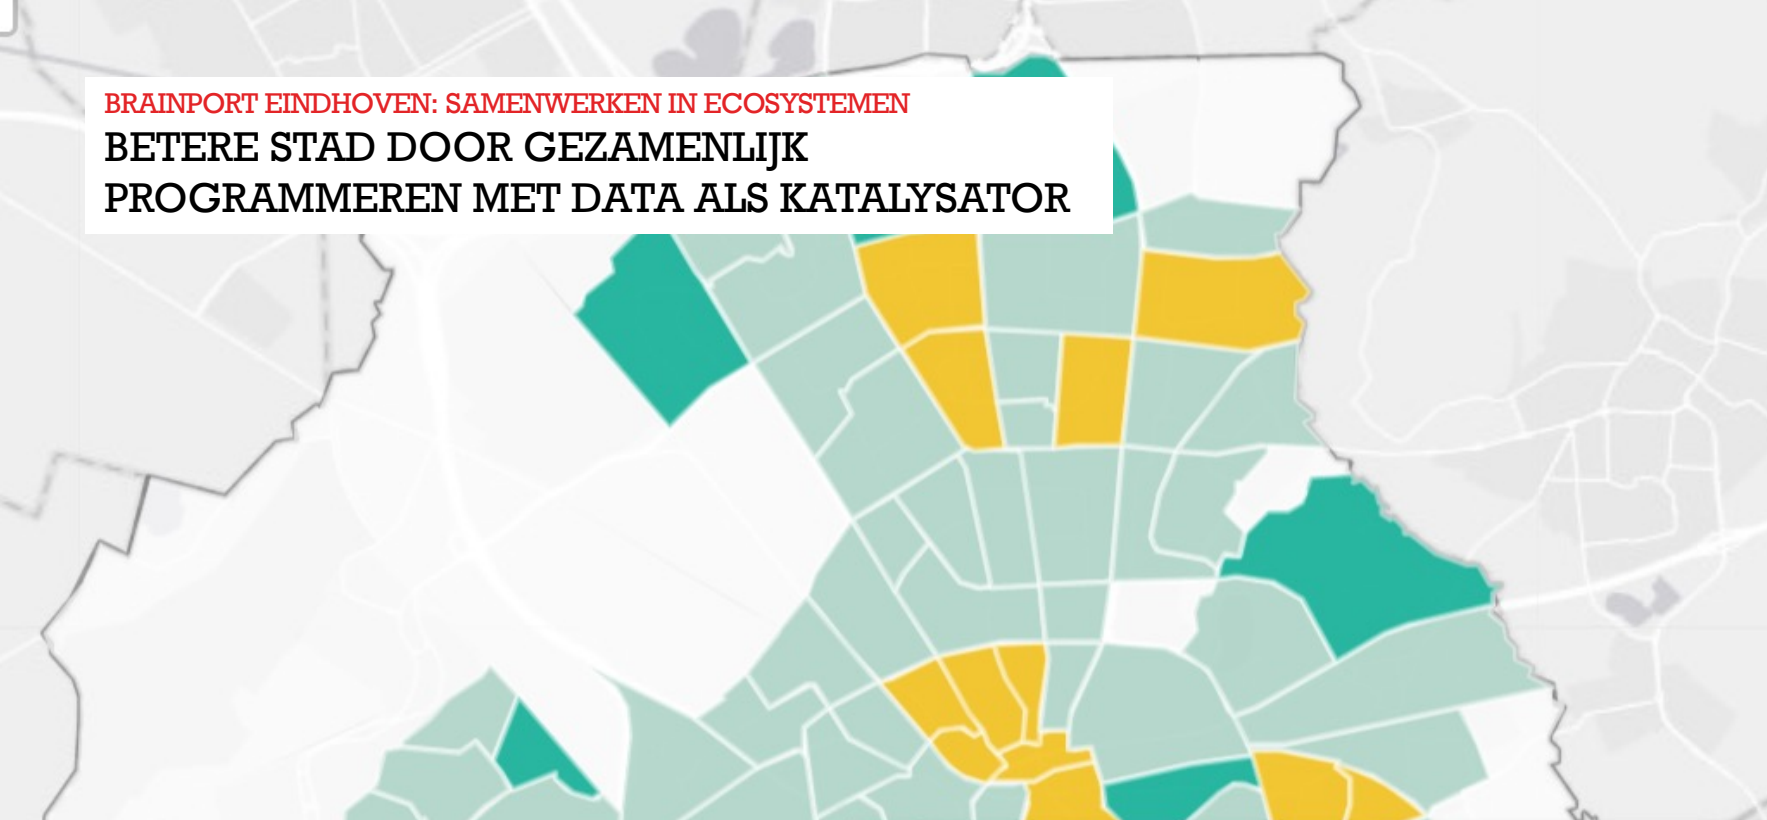 BRAINPORT EINDHOVEN: SAMENWERKEN IN ECOSYSTEMEN
BETERE STAD DOOR GEZAMENLIJK
PROGRAMMEREN MET DATA ALS KATALYSATOR